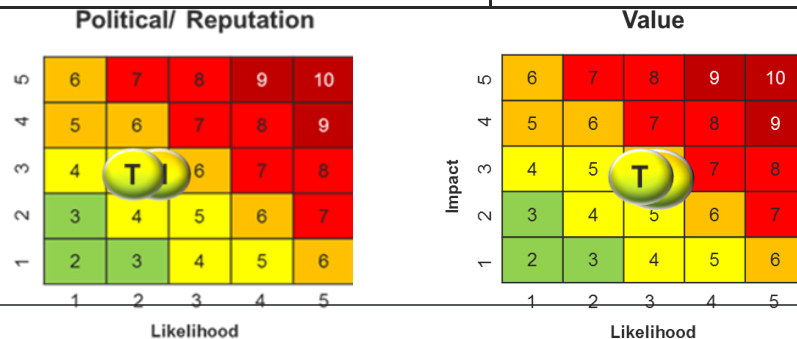 Political/ Reputation
5 6 7 8 9 10
4 5 6 7 8 9
3 4 T I 6 7 8
2 3 4 5 6 7
1 2 3 4 5 6
1 2 3 4 5
Likelihood
Value
Impact
5 6 7 8 9 10
4 5 6 7 8 9
3 4 5 T 7 8
2 3 4 5 6 7
1 2 3 4 5 6
1 2 3 4 5
Likelihood